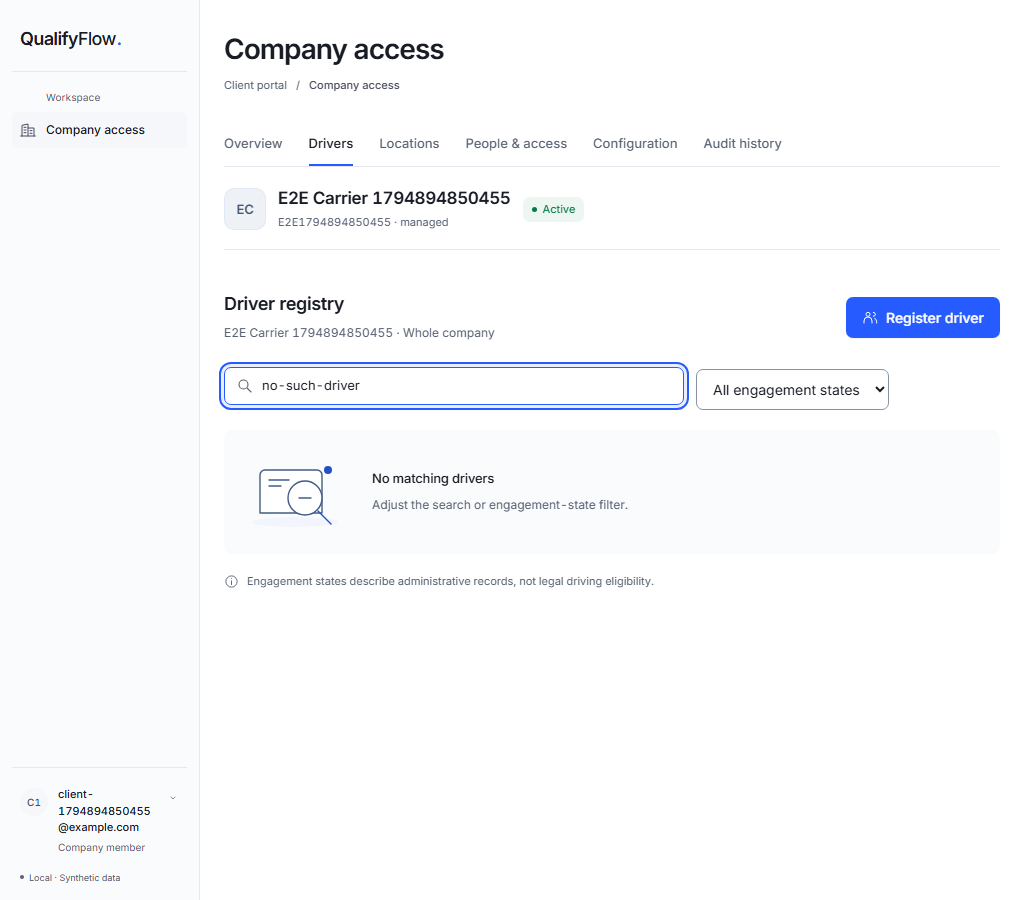 QualifyFlow.
Workspace
Company access
Company access
Client portal / Company access
Overview Drivers Locations People & access Configuration Audit history
EC
E2E Carrier 1794894850455
E2E1794894850455 · managed
Active
Driver registry
E2E Carrier 1794894850455 · Whole company
Register driver
no-such-driver
All engagement states
No matching drivers
Adjust the search or engagement-state filter.
Engagement states describe administrative records, not legal driving eligibility.
C1
client-
1794894850455
@example.com
Company member
Local · Synthetic data